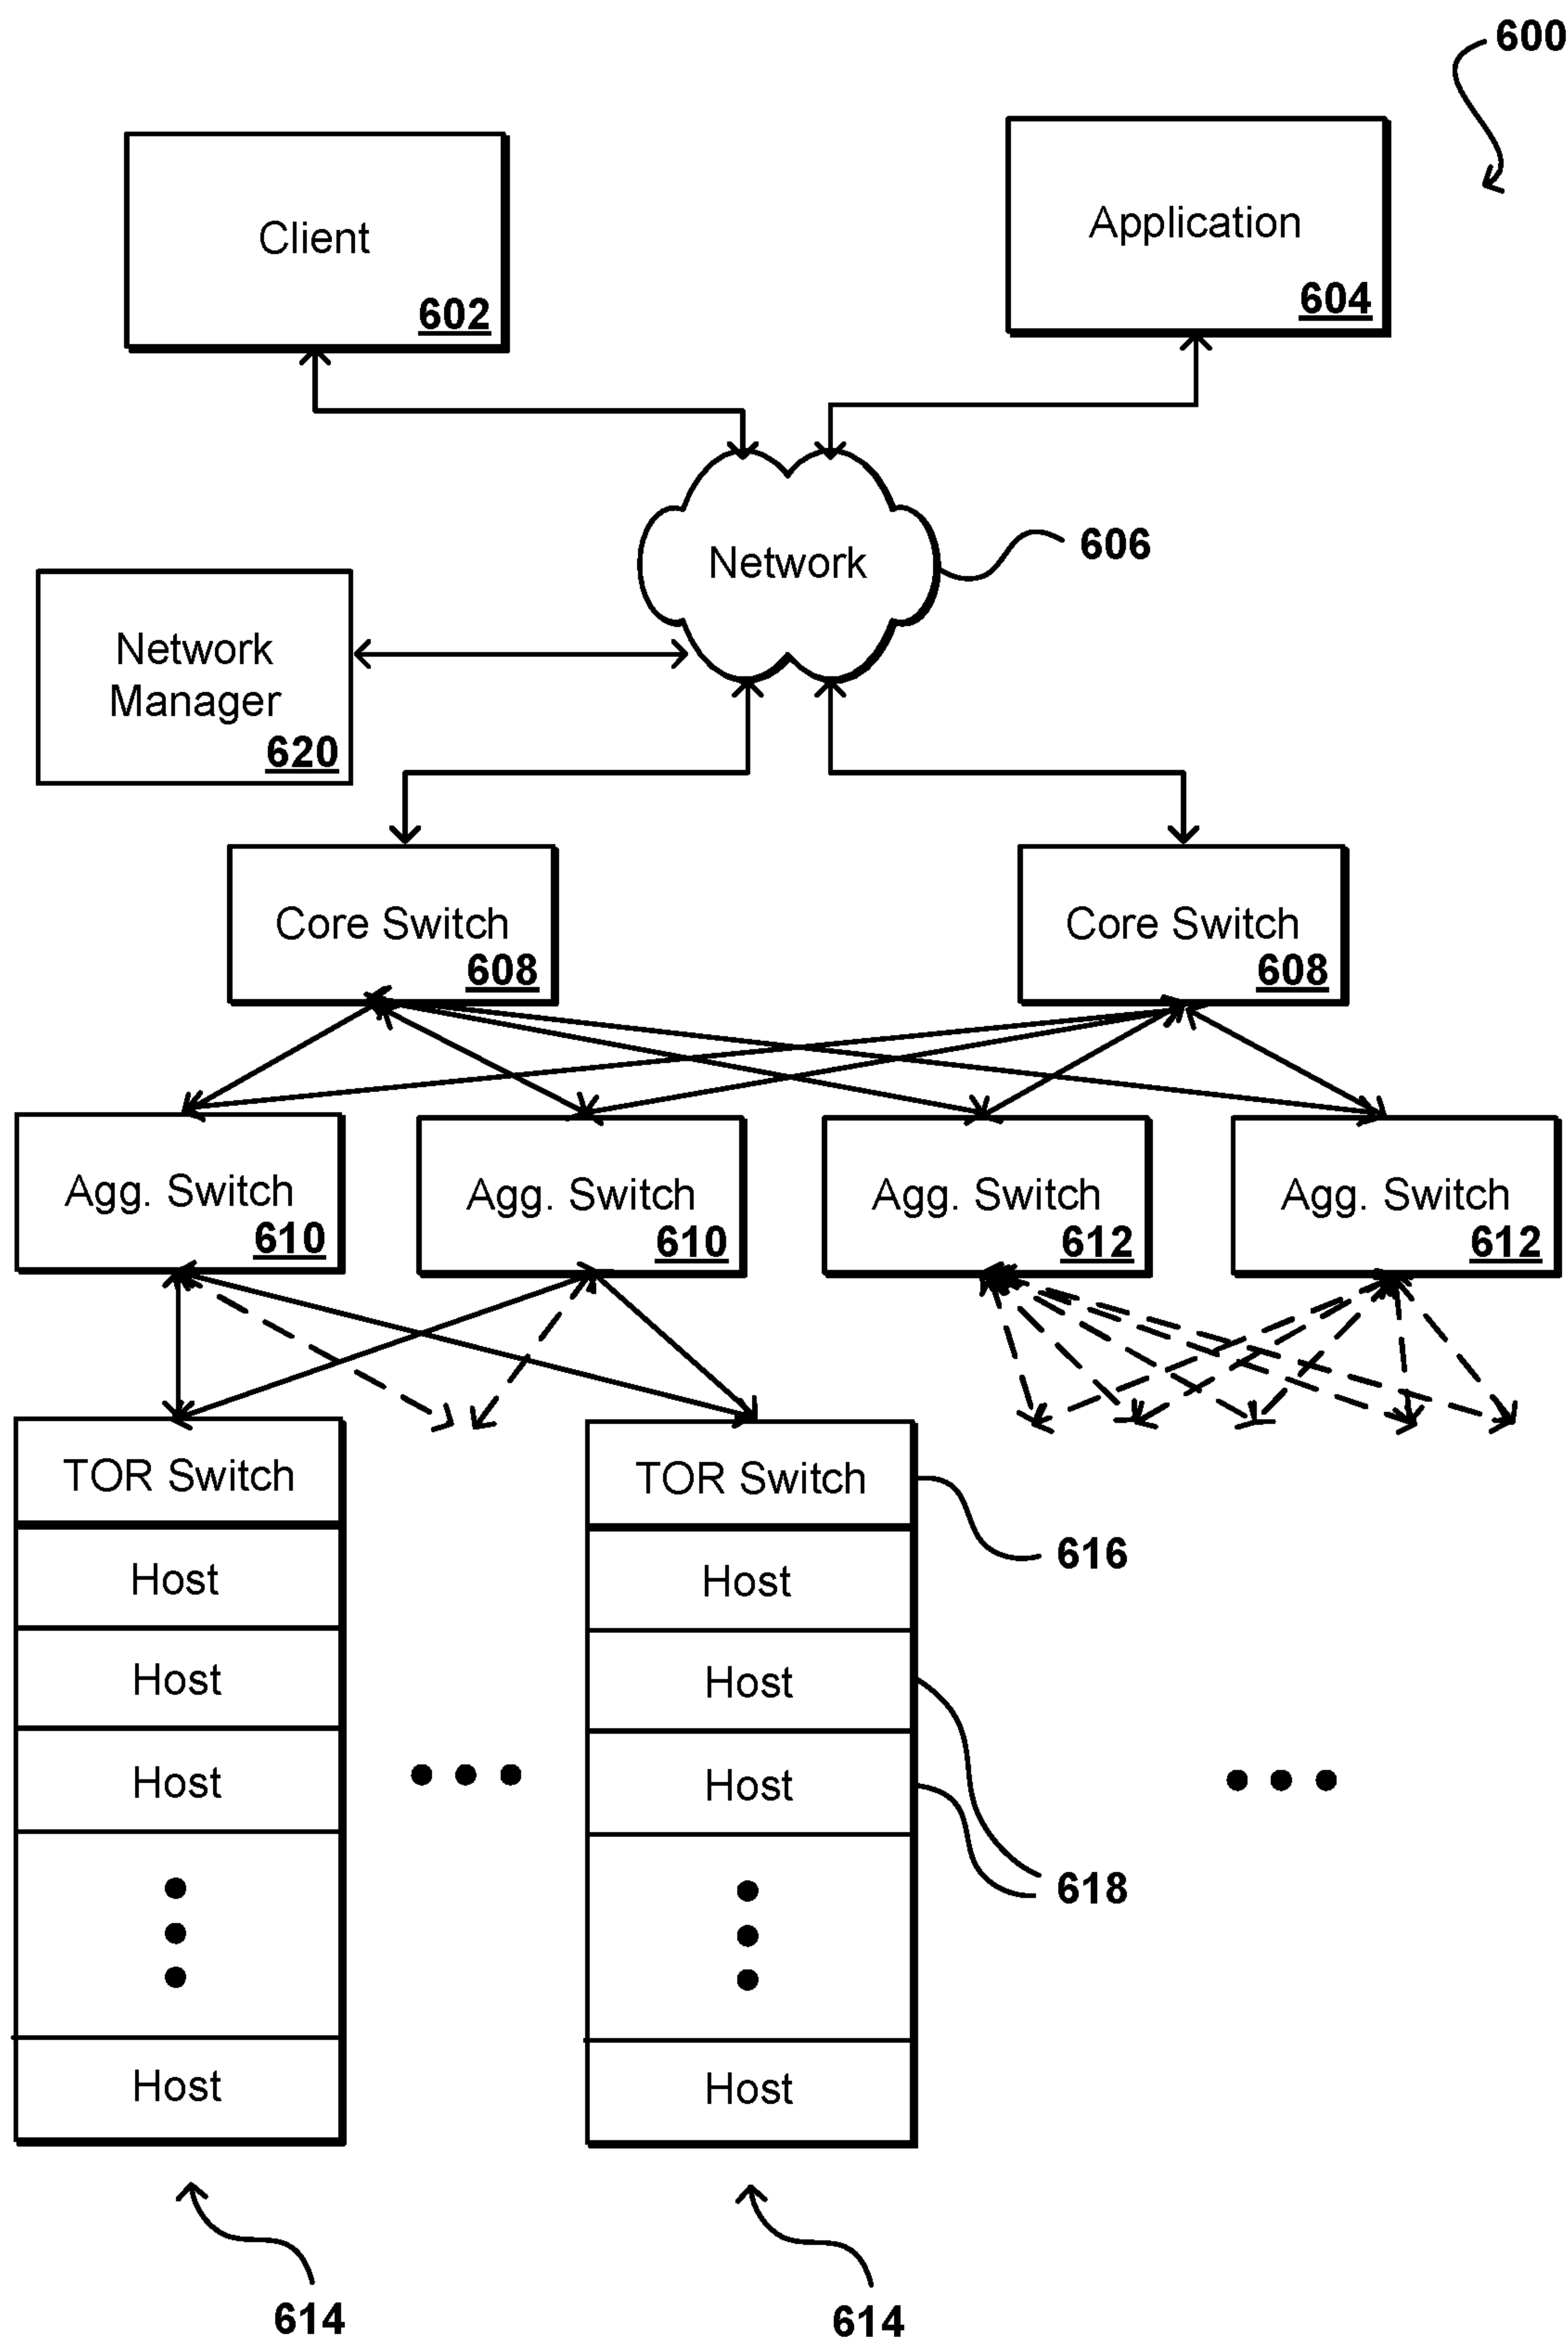 600
Client
602
Application
604
Network
606
Network
Manager
620
Core Switch
608
Core Switch
608
Agg. Switch
610
Agg. Switch
610
Agg. Switch
612
Agg. Switch
612
TOR Switch
Host
Host
Host
Host
TOR Switch
Host
Host
Host
Host
616
618
614
614